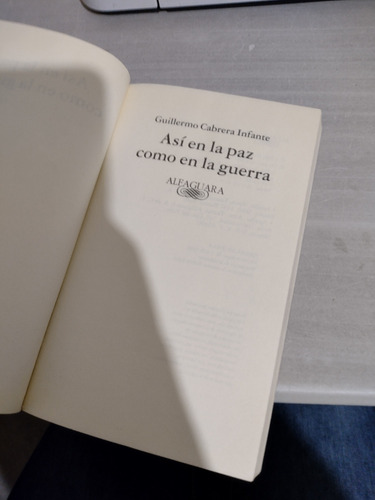 Guillermo Cabrera Infante
Así en la paz
como en la guerra
ALFAGUARA